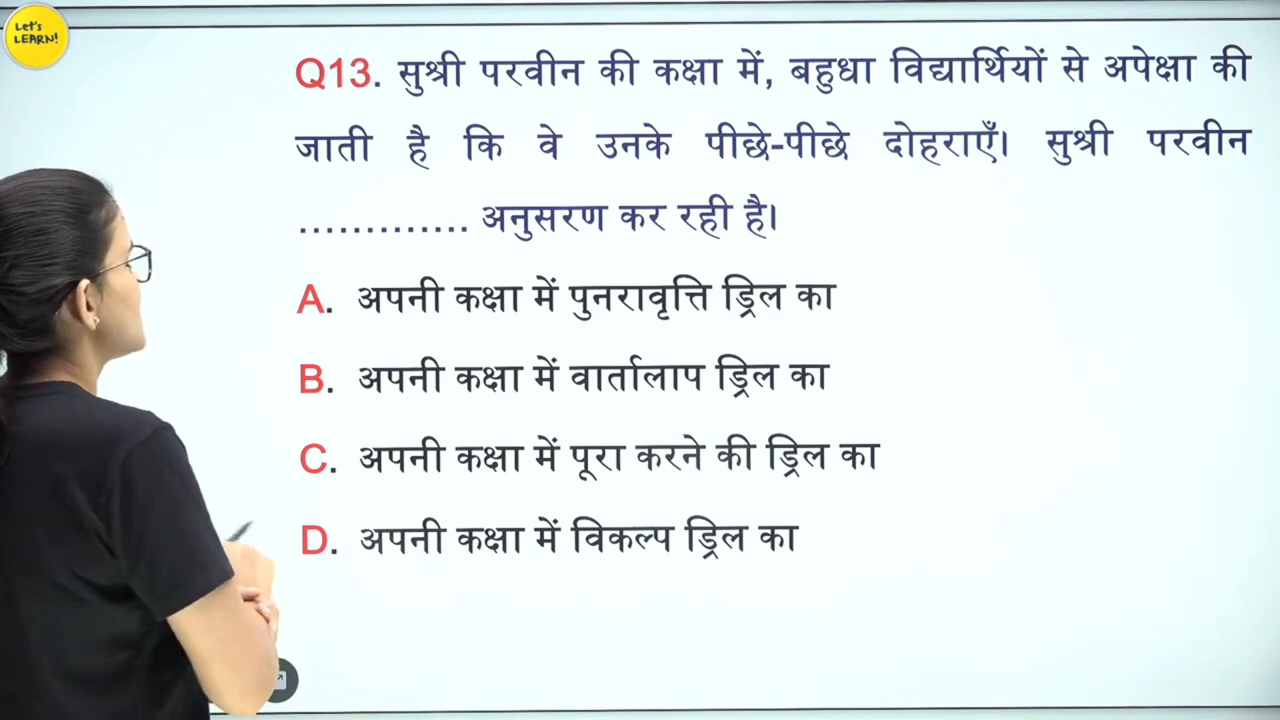 Let's
LEARN!
Q13. सुश्री परवीन की कक्षा में, बहुधा विद्यार्थियों से अपेक्षा की
जाती है कि वे उनके पीछे-पीछे दोहराएँ। सुश्री परवीन
............. अनुसरण कर रही है।
A. अपनी कक्षा में पुनरावृत्ति ड्रिल का
B. अपनी कक्षा में वार्तालाप ड्रिल का
C. अपनी कक्षा में पूरा करने की ड्रिल का
D. अपनी कक्षा में विकल्प ड्रिल का